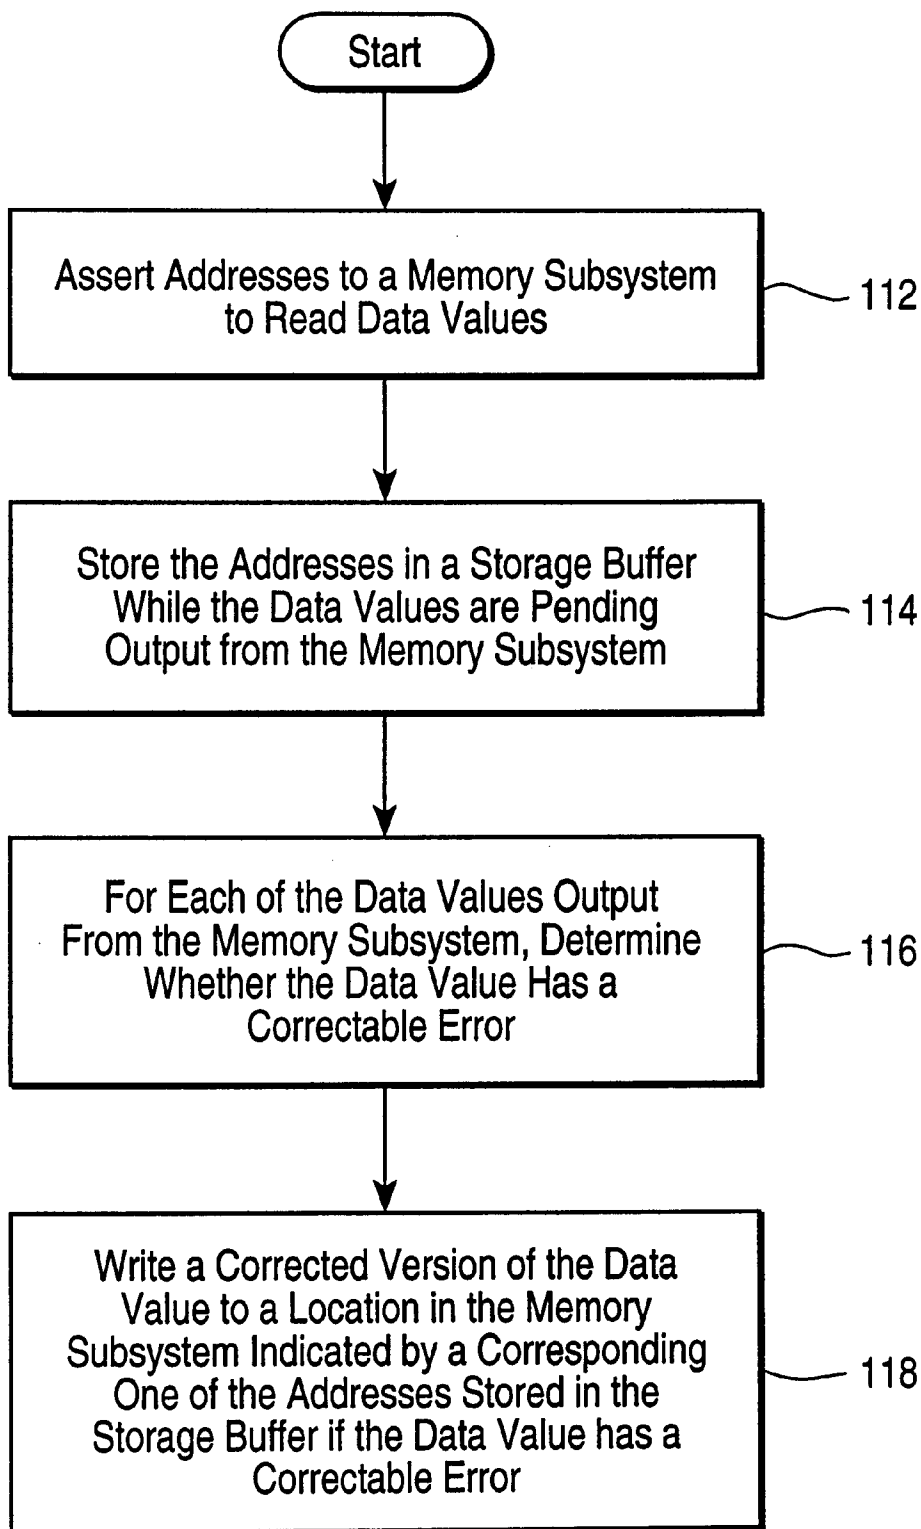 Start
Assert Addresses to a Memory Subsystem
to Read Data Values
112
Store the Addresses in a Storage Buffer
While the Data Values are Pending
Output from the Memory Subsystem
114
For Each of the Data Values Output
From the Memory Subsystem, Determine
Whether the Data Value Has a
Correctable Error
116
Write a Corrected Version of the Data
Value to a Location in the Memory
Subsystem Indicated by a Corresponding
One of the Addresses Stored in the
Storage Buffer if the Data Value has a
Correctable Error
118